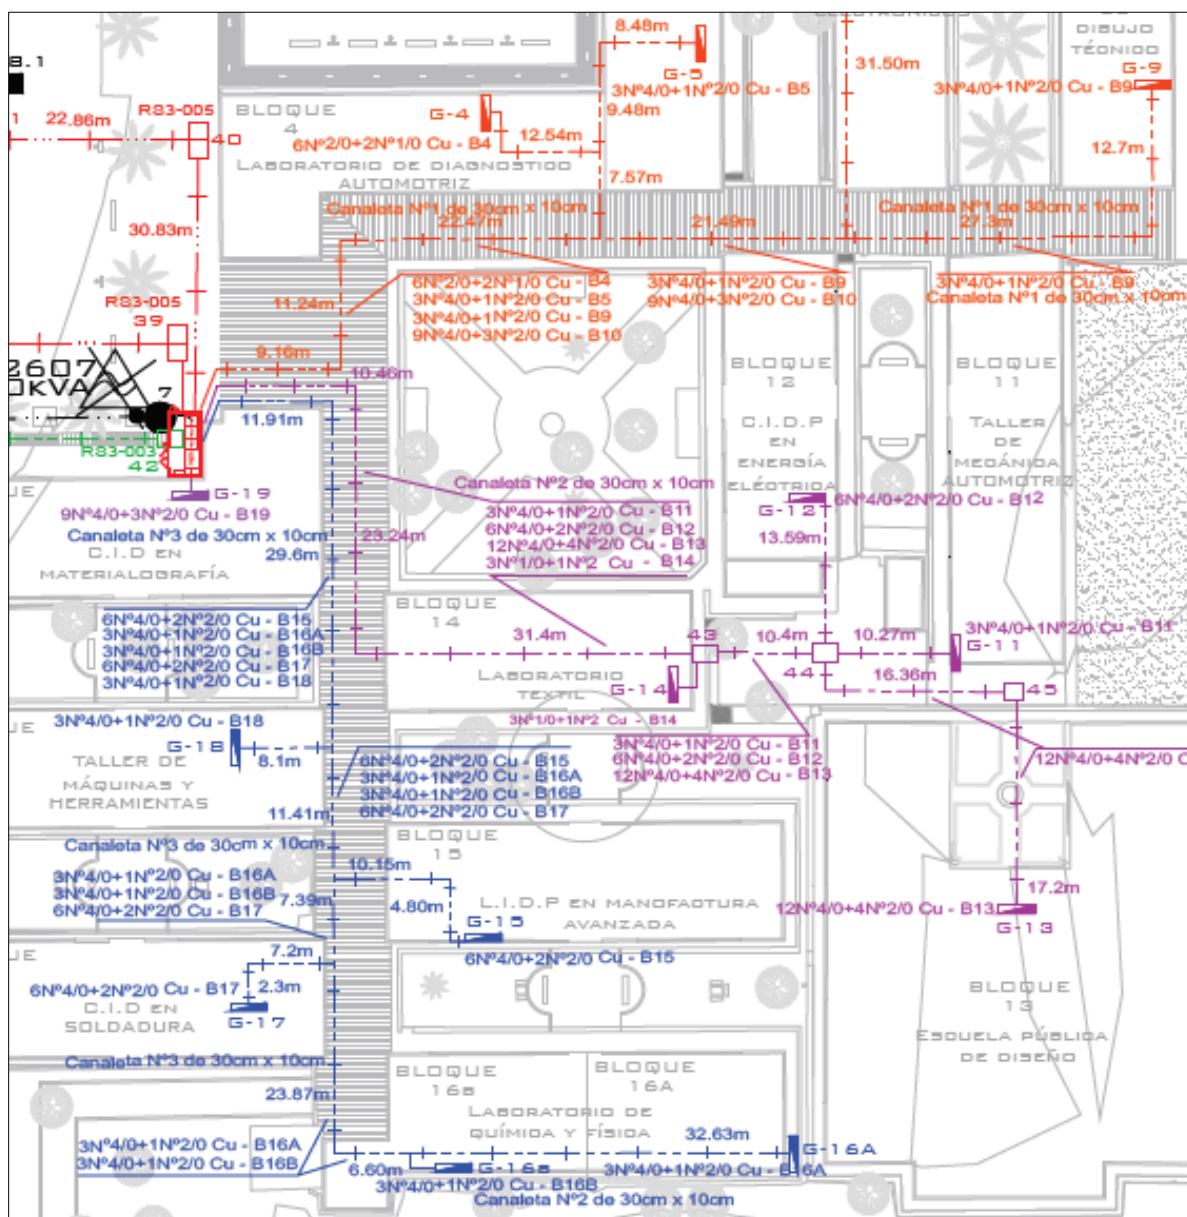 8.48m
G-5
3Nº4/0+1Nº2/0 Cu - B5
9.48m
31.50m
DE
DIBUJO
TÉCNICO
G-9
3Nº4/0+1Nº2/0 Cu - B9
12.7m
8.1
1
22.86m
R83-005
40
BLOQUE
4
G-4
6Nº2/0+2Nº1/0 Cu - B4
12.54m
LABORATORIO DE DIAGNOSTICO
AUTOMOTRIZ
7.57m
30.83m
Canaleta Nº1 de 30cm x 10cm
22.47m
21.49m
Canaleta Nº1 de 30cm x 10cm
27.3m
6Nº2/0+2Nº1/0 Cu - B4
3Nº4/0+1Nº2/0 Cu - B5
3Nº4/0+1Nº2/0 Cu - B9
9Nº4/0+3Nº2/0 Cu - B10
3Nº4/0+1Nº2/0 Cu - B9
9Nº4/0+3Nº2/0 Cu - B10
3Nº4/0+1Nº2/0 Cu - B9
Canaleta Nº1 de 30cm x 10cm
R83-005
39
11.24m
9.16m
2607
0KVA
7
10.46m
11.91m
R83-003
42
G-19
9Nº4/0+3Nº2/0 Cu - B19
BLOQUE
12
C.I.D.P
EN
ENERGÍA
ELÉCTRICA
BLOQUE
11
TALLER
DE
MECÁNICA
AUTOMOTRIZ
Canaleta Nº2 de 30cm x 10cm
3Nº4/0+1Nº2/0 Cu - B11
6Nº4/0+2Nº2/0 Cu - B12
12Nº4/0+4Nº2/0 Cu - B13
3Nº1/0+1Nº2 Cu - B14
G-12
6Nº4/0+2Nº2/0 Cu - B12
13.59m
Canaleta Nº3 de 30cm x 10cm
C.I.D EN
MATERIALOGRAFÍA
29.6m
23.24m
6Nº4/0+2Nº2/0 Cu - B15
3Nº4/0+1Nº2/0 Cu - B16A
3Nº4/0+1Nº2/0 Cu - B16B
6Nº4/0+2Nº2/0 Cu - B17
3Nº4/0+1Nº2/0 Cu - B18
BLOQUE
14
31.4m
43
10.4m
10.27m
3Nº4/0+1Nº2/0 Cu - B11
G-11
LABORATORIO
TEXTIL
G-14
44
16.36m
45
3Nº1/0+1Nº2 Cu - B14
3Nº4/0+1Nº2/0 Cu - B11
6Nº4/0+2Nº2/0 Cu - B12
12Nº4/0+4Nº2/0 Cu - B13
12Nº4/0+4Nº2/0 C
UE
3Nº4/0+1Nº2/0 Cu - B18
G-18
8.1m
TALLER DE
MÁQUINAS Y
HERRAMIENTAS
6Nº4/0+2Nº2/0 Cu - B15
3Nº4/0+1Nº2/0 Cu - B16A
3Nº4/0+1Nº2/0 Cu - B16B
6Nº4/0+2Nº2/0 Cu - B17
11.41m
Canaleta Nº3 de 30cm x 10cm
3Nº4/0+1Nº2/0 Cu - B16A
3Nº4/0+1Nº2/0 Cu - B16B
6Nº4/0+2Nº2/0 Cu - B17
7.39m
BLOQUE
15
10.15m
4.80m
L.I.D.P EN MANOFACTURA
AVANZADA
G-15
6Nº4/0+2Nº2/0 Cu - B15
17.2m
12Nº4/0+4Nº2/0 Cu - B13
G-13
UE
7.2m
6Nº4/0+2Nº2/0 Cu - B17
2.3m
G-17
C.I.D EN
SOLDADURA
BLOQUE
13
ESCUELA PÚBLICA
DE DISEÑO
Canaleta Nº3 de 30cm x 10cm
23.87m
BLOQUE
16B
BLOQUE
16A
LABORATORIO DE
QUÍMICA Y FÍSICA
32.63m
3Nº4/0+1Nº2/0 Cu - B16A
3Nº4/0+1Nº2/0 Cu - B16B
6.60m
G-16B
3Nº4/0+1Nº2/0 Cu - B16A
G-16A
3Nº4/0+1Nº2/0 Cu - B16B
Canaleta Nº2 de 30cm x 10cm